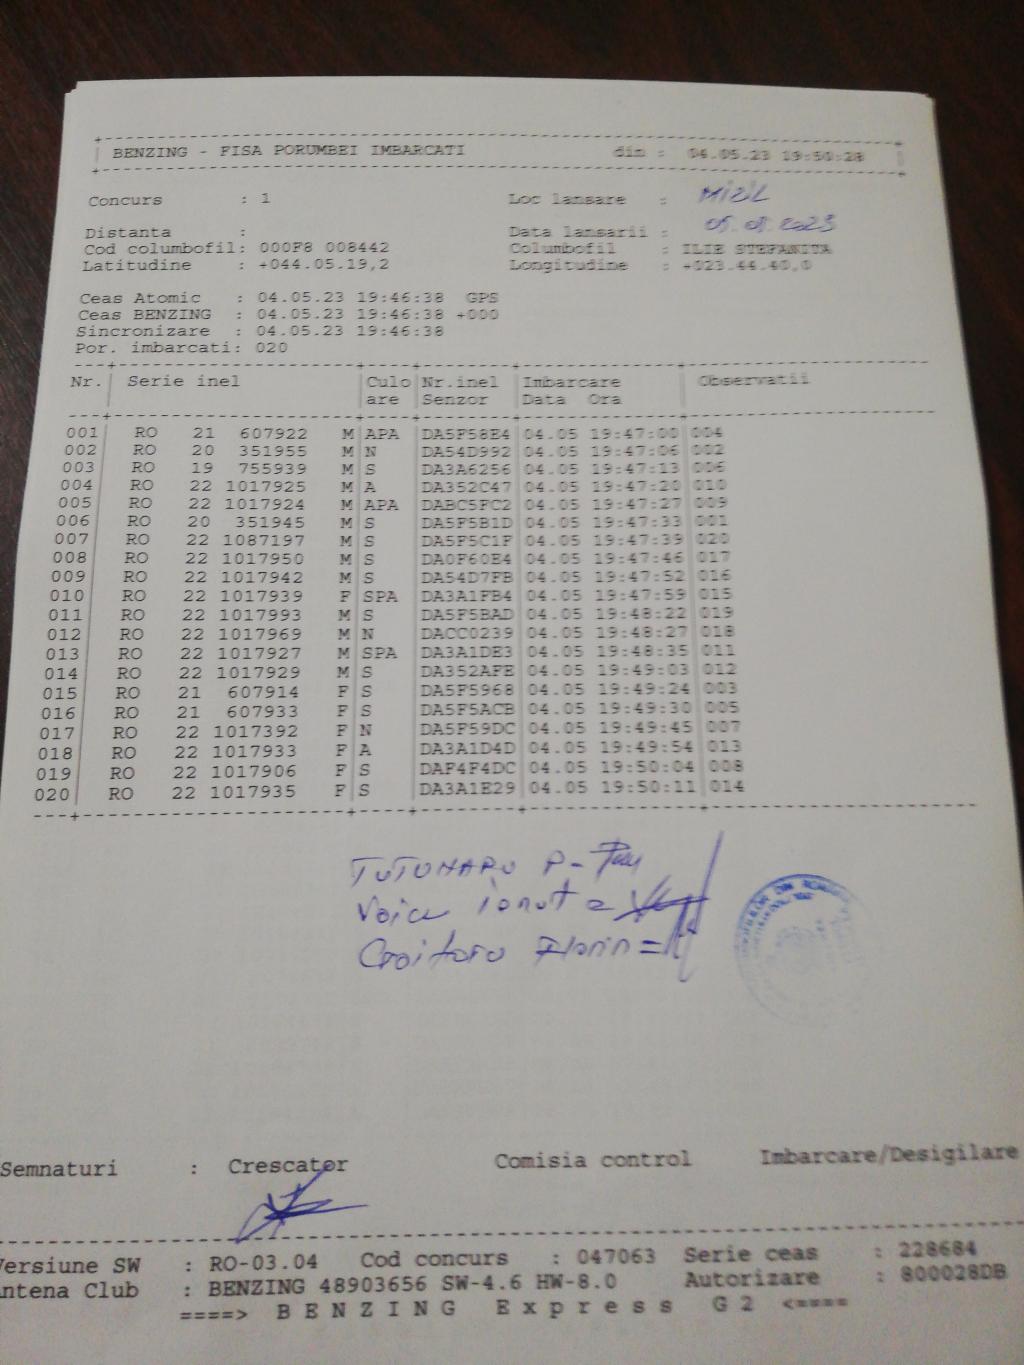 BENZING - FISA PORUMBEI IMBARCATI din : 04.05.23 19:50:28
Concurs : 1 Loc lansare : Mizil
Distanta : Data lansarii : 05.05.2023
Cod columbofil: 000F8 008442 Columbofil : ILIE STEFANITA
Latitudine : +044.05.19,2 Longitudine : +023.44.40,0
Ceas Atomic : 04.05.23 19:46:38 GPS
Ceas BENZING : 04.05.23 19:46:38 +000
Sincronizare : 04.05.23 19:46:38
Por. imbarcati: 020
Nr. Serie inel Culo Nr.inel Imbarcare Observatii
are Senzor Data Ora
001 RO 21 607922 M APA DA5F58E4 04.05 19:47:00 004
002 RO 20 351955 M N DA54D992 04.05 19:47:06 002
003 RO 19 755939 M S DA3A6256 04.05 19:47:13 006
004 RO 22 1017925 M A DA352C47 04.05 19:47:20 010
005 RO 22 1017924 M APA DABC5FC2 04.05 19:47:27 009
006 RO 20 351945 M S DA5F5B1D 04.05 19:47:33 001
007 RO 22 1087197 M S DA5F5C1F 04.05 19:47:39 020
008 RO 22 1017950 M S DA0F60E4 04.05 19:47:46 017
009 RO 22 1017942 M S DA54D7FB 04.05 19:47:52 016
010 RO 22 1017939 F SPA DA3A1FB4 04.05 19:47:59 015
011 RO 22 1017993 M S DA5F5BAD 04.05 19:48:22 019
012 RO 22 1017969 M N DACC0239 04.05 19:48:27 018
013 RO 22 1017927 M SPA DA3A1DE3 04.05 19:48:35 011
014 RO 22 1017929 M S DA352AFE 04.05 19:49:03 012
015 RO 21 607914 F S DA5F5968 04.05 19:49:24 003
016 RO 21 607933 F S DA5F5ACB 04.05 19:49:30 005
017 RO 22 1017392 F N DA5F59DC 04.05 19:49:45 007
018 RO 22 1017933 F A DA3A1D4D 04.05 19:49:54 013
019 RO 22 1017906 F S DAF4F4DC 04.05 19:50:04 008
020 RO 22 1017935 F S DA3A1E29 04.05 19:50:11 014
TUTUNARU P-
Voicu Ionut =
Croitoru Florin =
Semnaturi : Crescator Comisia control Imbarcare/Desigilare
Versiune SW : RO-03.04 Cod concurs : 047063 Serie ceas : 228684
Antena Club : BENZING 48903656 SW-4.6 HW-8.0 Autorizare : 800028DB
====> BENZING Express G2 <====